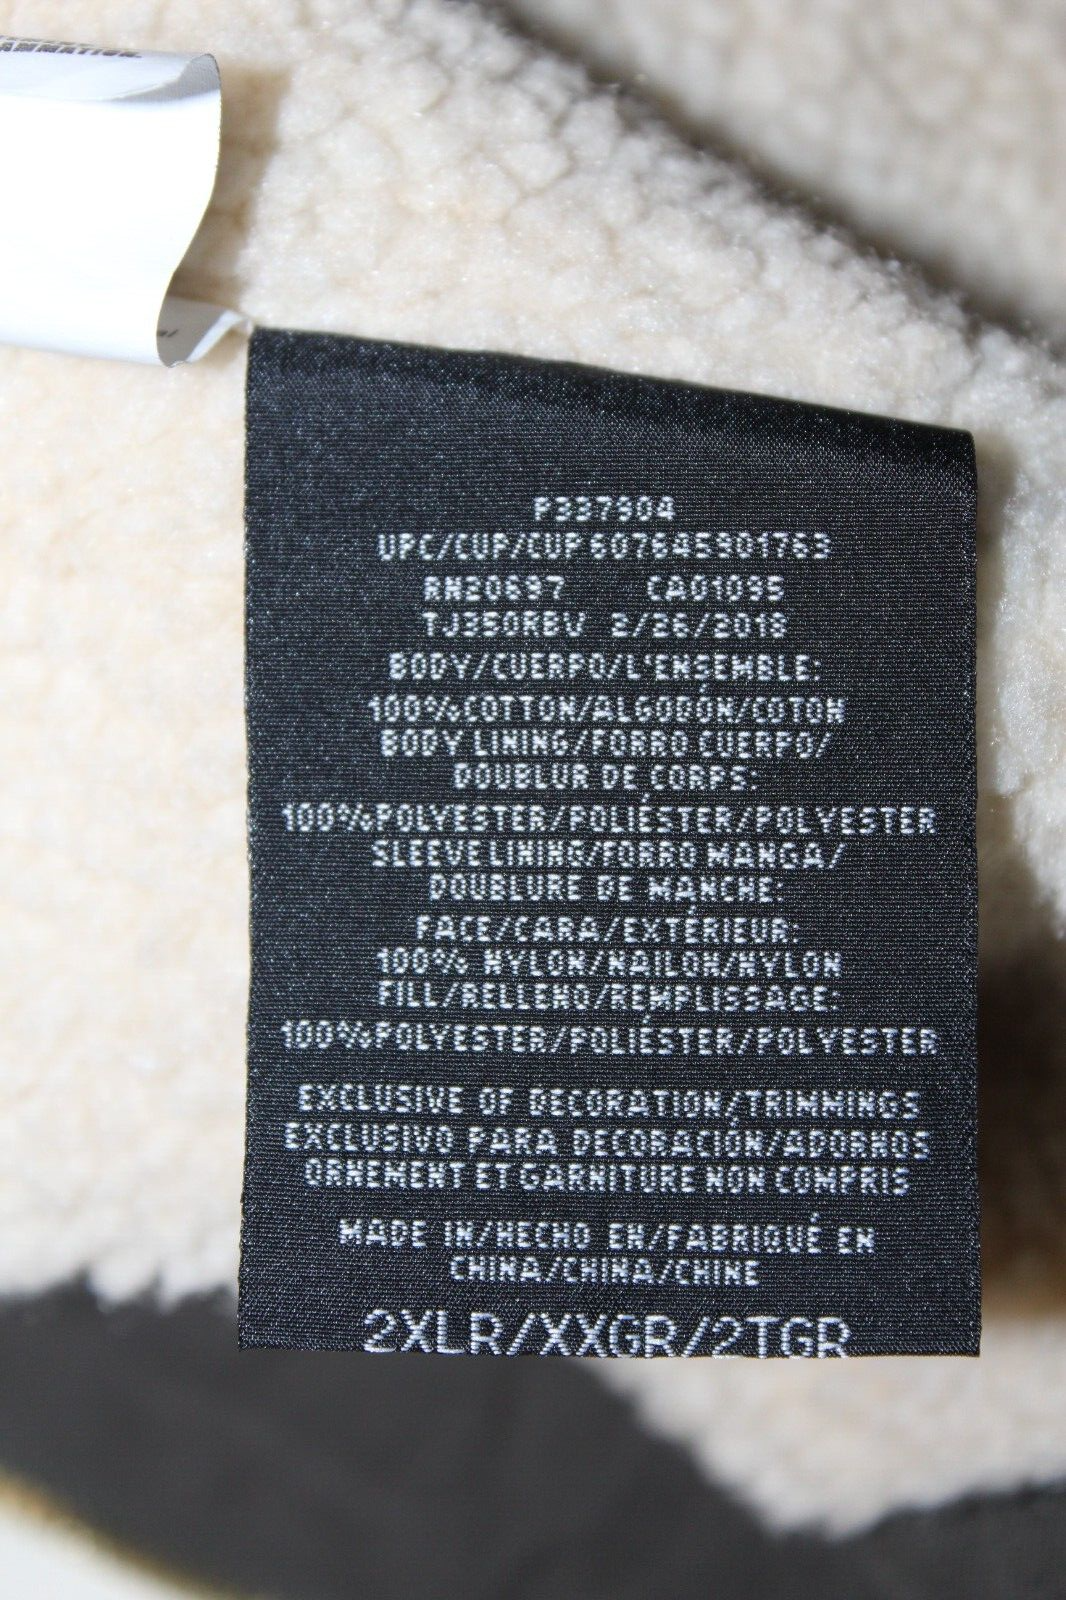 P337904
UPC/CUP/CUP 607645301763
RN20697 CA01095
TJ350RBV 2/26/2018
BODY/CUERPO/L'ENSEMBLE:
100%COTTON/ALGODÓN/COTON
BODY LINING/FORRO CUERPO/
DOUBLUR DE CORPS:
100%POLYESTER/POLIÉSTER/POLYESTER
SLEEVE LINING/FORRO MANGA/
DOUBLURE DE MANCHE:
FACE/CARA/EXTÉRIEUR:
100% NYLON/NAILON/NYLON
FILL/RELLENO/REMPLISSAGE:
100%POLYESTER/POLIÉSTER/POLYESTER
EXCLUSIVE OF DECORATION/TRIMMINGS
EXCLUSIVO PARA DECORACIÓN/ADORNOS
ORNEMENT ET GARNITURE NON COMPRIS
MADE IN/HECHO EN/FABRIQUÉ EN
CHINA/CHINA/CHINE
2XLR/XXGR/2TGR